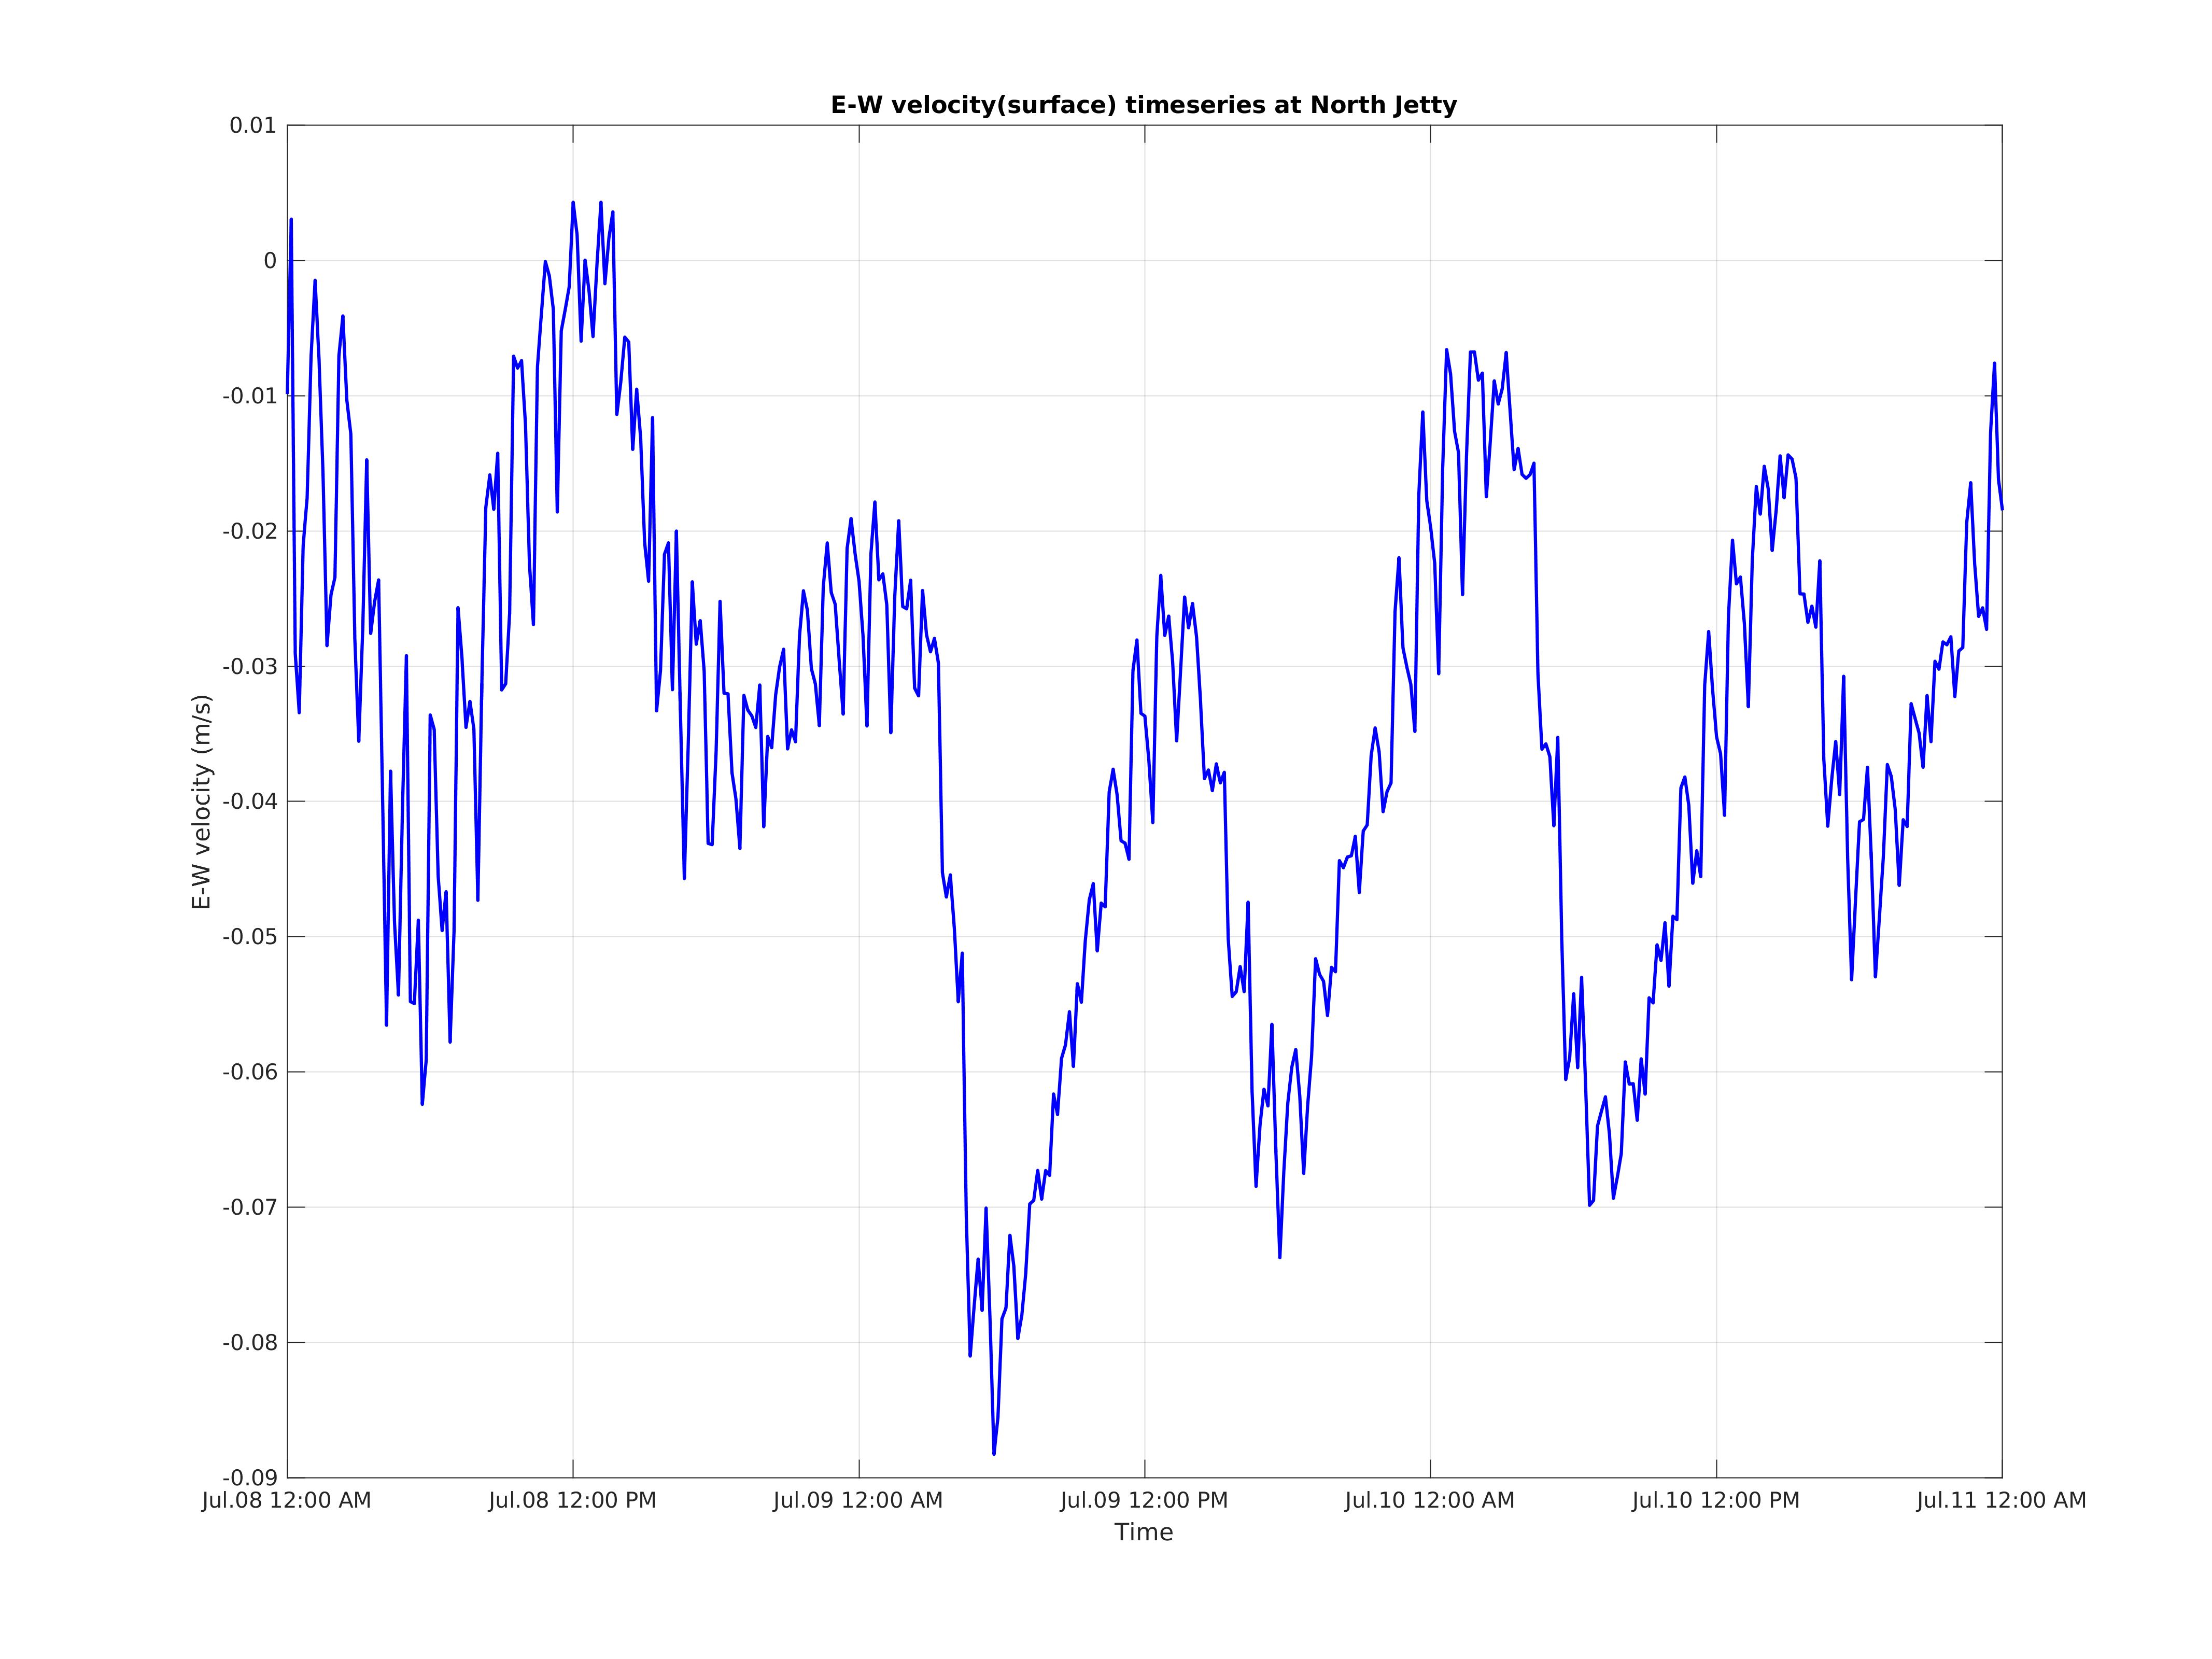 E-W velocity(surface) timeseries at North Jetty
0.01
0
-0.01
-0.02
-0.03
-0.04
-0.05
-0.06
-0.07
-0.08
-0.09
E-W velocity (m/s)
Jul.08 12:00 AM
Jul.08 12:00 PM
Jul.09 12:00 AM
Jul.09 12:00 PM
Jul.10 12:00 AM
Jul.10 12:00 PM
Jul.11 12:00 AM
Time